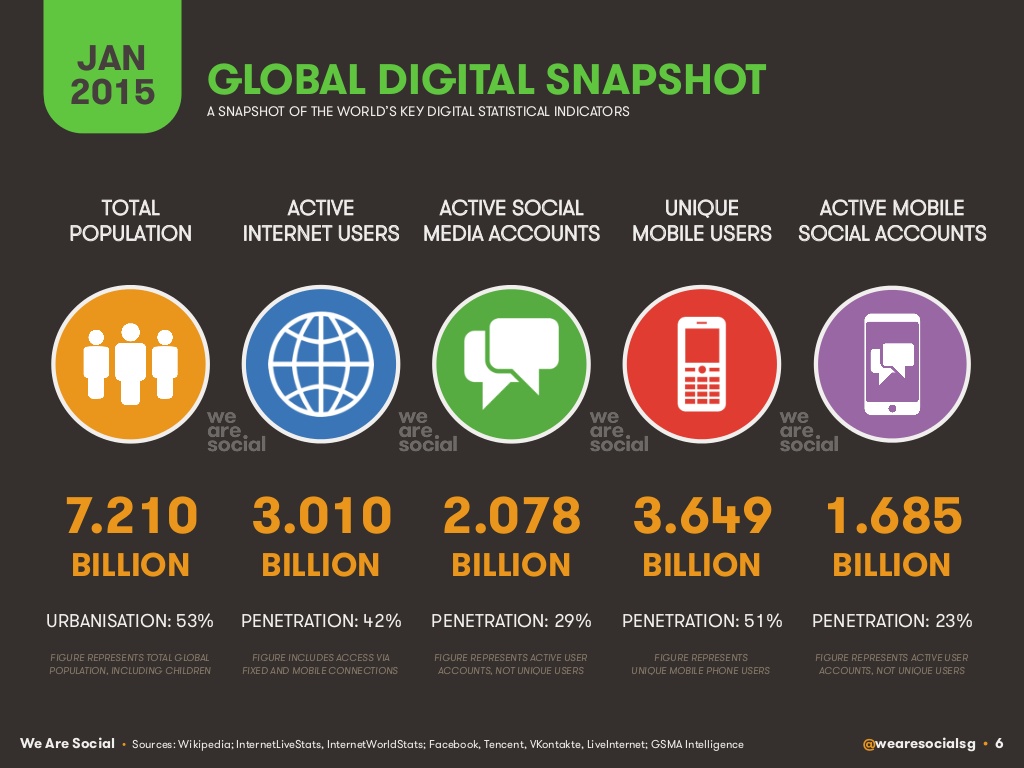 JAN
2015
GLOBAL DIGITAL SNAPSHOT
A SNAPSHOT OF THE WORLD'S KEY DIGITAL STATISTICAL INDICATORS
TOTAL
POPULATION
ACTIVE
INTERNET USERS
ACTIVE SOCIAL
MEDIA ACCOUNTS
UNIQUE
MOBILE USERS
ACTIVE MOBILE
SOCIAL ACCOUNTS
we
are
social
we
are
social
we
are
social
we
are
social
7.210
BILLION
3.010
BILLION
2.078
BILLION
3.649
BILLION
1.685
BILLION
URBANISATION: 53%
PENETRATION: 42%
PENETRATION: 29%
PENETRATION: 51%
PENETRATION: 23%
FIGURE REPRESENTS TOTAL GLOBAL
POPULATION, INCLUDING CHILDREN
FIGURE INCLUDES ACCESS VIA
FIXED AND MOBILE CONNECTIONS
FIGURE REPRESENTS ACTIVE USER
ACCOUNTS, NOT UNIQUE USERS
FIGURE REPRESENTS
UNIQUE MOBILE PHONE USERS
FIGURE REPRESENTS ACTIVE USER
ACCOUNTS, NOT UNIQUE USERS
We Are Social • Sources: Wikipedia; InternetLiveStats, InternetWorldStats; Facebook, Tencent, VKontakte, LiveInternet; GSMA Intelligence
@wearesocialsg • 6